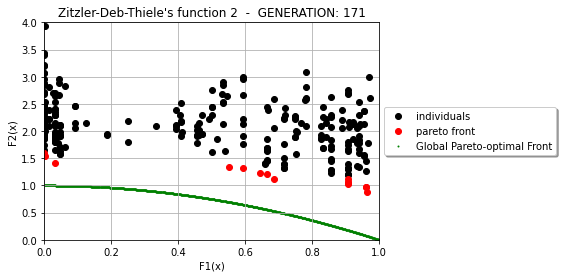 Zitzler-Deb-Thiele's function 2 - GENERATION: 171
4.0
3.5
3.0
2.5
2.0
1.5
1.0
0.5
0.0
F2(x)
0.0 0.2 0.4 0.6 0.8 1.0
F1(x)
individuals
pareto front
Global Pareto-optimal Front